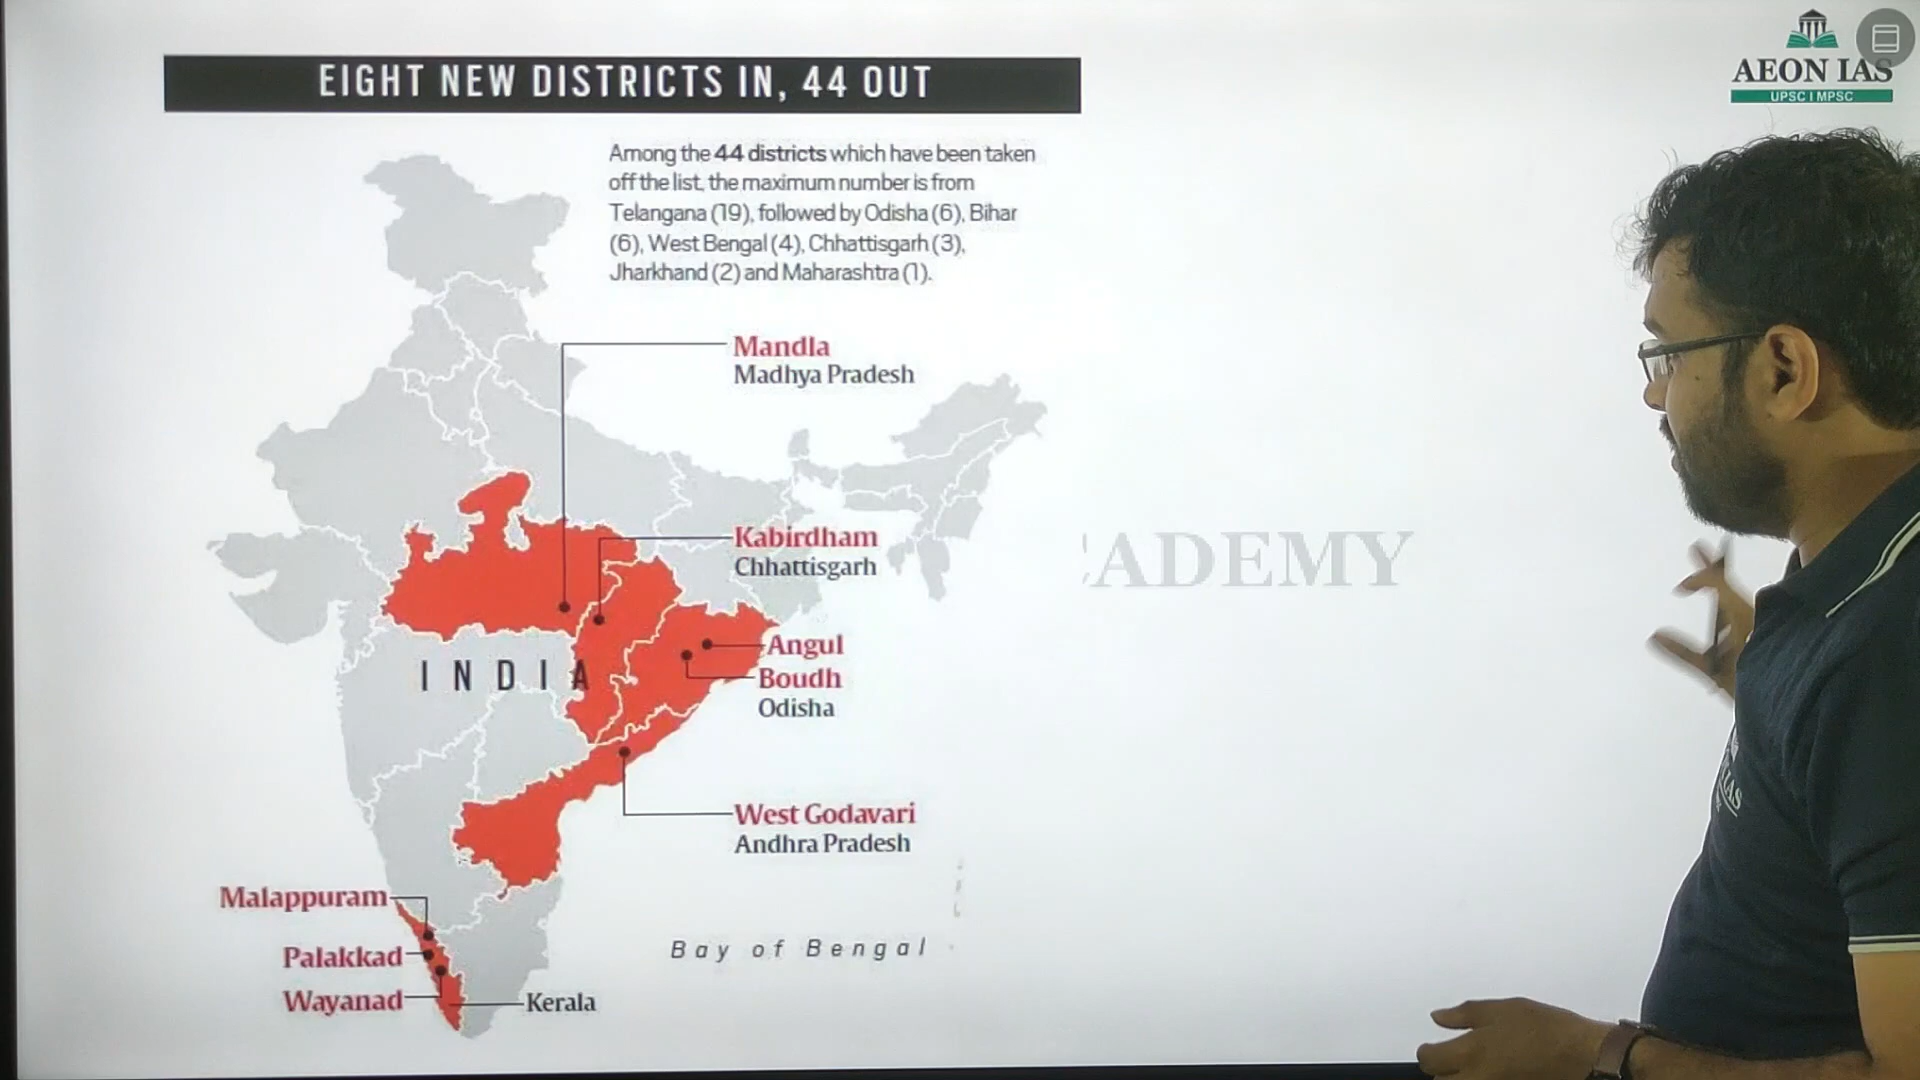 EIGHT NEW DISTRICTS IN, 44 OUT
AEON IAS
UPSC | MPSC
Among the 44 districts which have been taken
off the list, the maximum number is from
Telangana (19), followed by Odisha (6), Bihar
(6), West Bengal (4), Chhattisgarh (3),
Jharkhand (2) and Maharashtra (1).
Mandla
Madhya Pradesh
Kabirdham
Chhattisgarh
CADEMY
Angul
INDIA
Boudh
Odisha
West Godavari
Andhra Pradesh
Malappuram
Bay of Bengal
Palakkad
Wayanad
Kerala